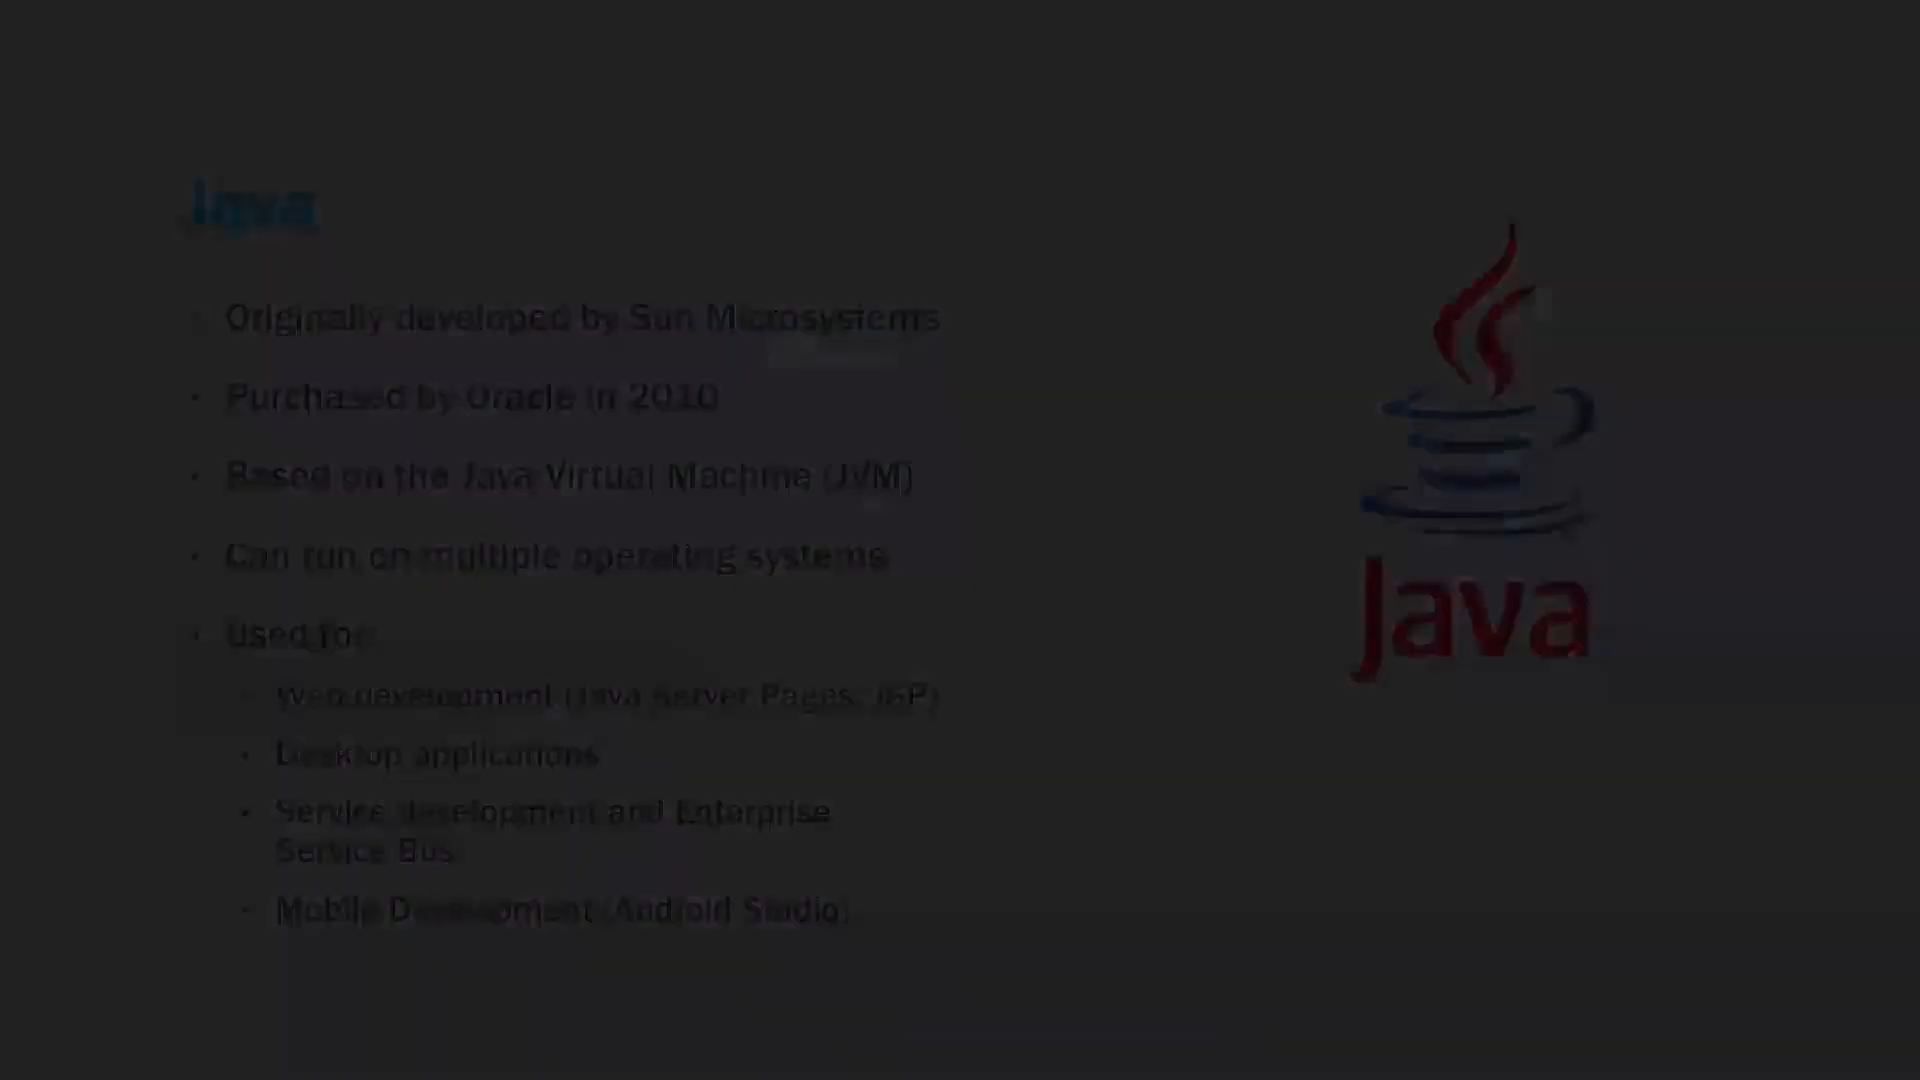 Java
Originally developed by Sun Microsystems
Purchased by Oracle in 2010
Based on the Java Virtual Machine (JVM)
Can run on multiple operating systems
Used for
Web development (Java Server Pages, JSP)
Desktop applications
Service development and Enterprise
Service Bus
Mobile Development (Android Studio)
Java